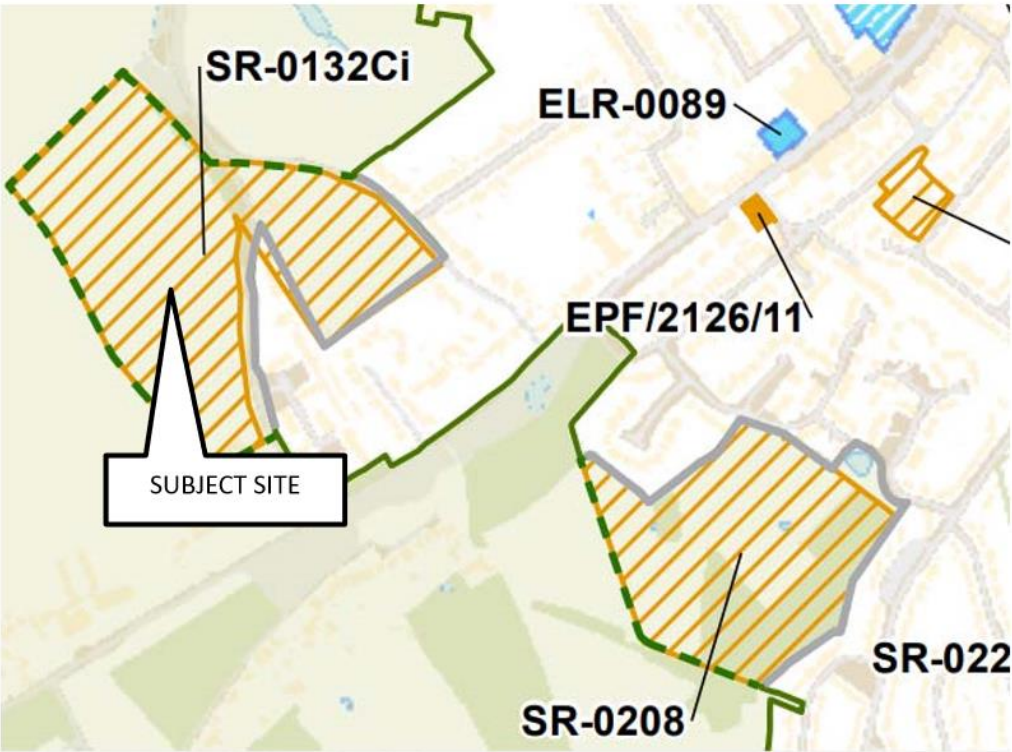 SR-0132Ci
ELR-0089
EPF/2126/11
SUBJECT SITE
SR-022
SR-0208